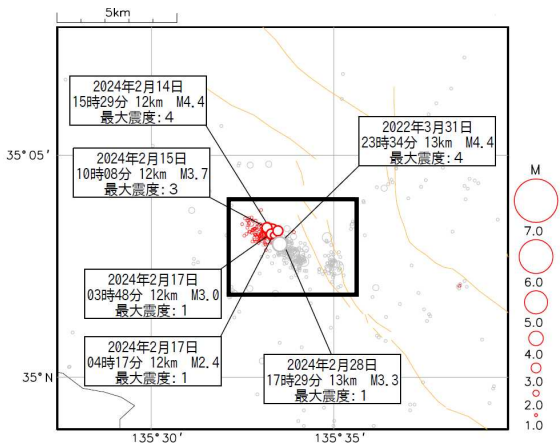 5km
2024年2月14日
15時29分 12km M4.4
最大震度:4
2022年3月31日
23時34分 13km M4.4
最大震度:4
35°05′
2024年2月15日
10時08分 12km M3.7
最大震度:3
M
7.0
6.0
5.0
4.0
3.0
2.0
1.0
2024年2月17日
03時48分 12km M3.0
最大震度:1
2024年2月17日
04時17分 12km M2.4
最大震度:1
2024年2月28日
17時29分 13km M3.3
最大震度:1
35°N
135°30′
135°35′